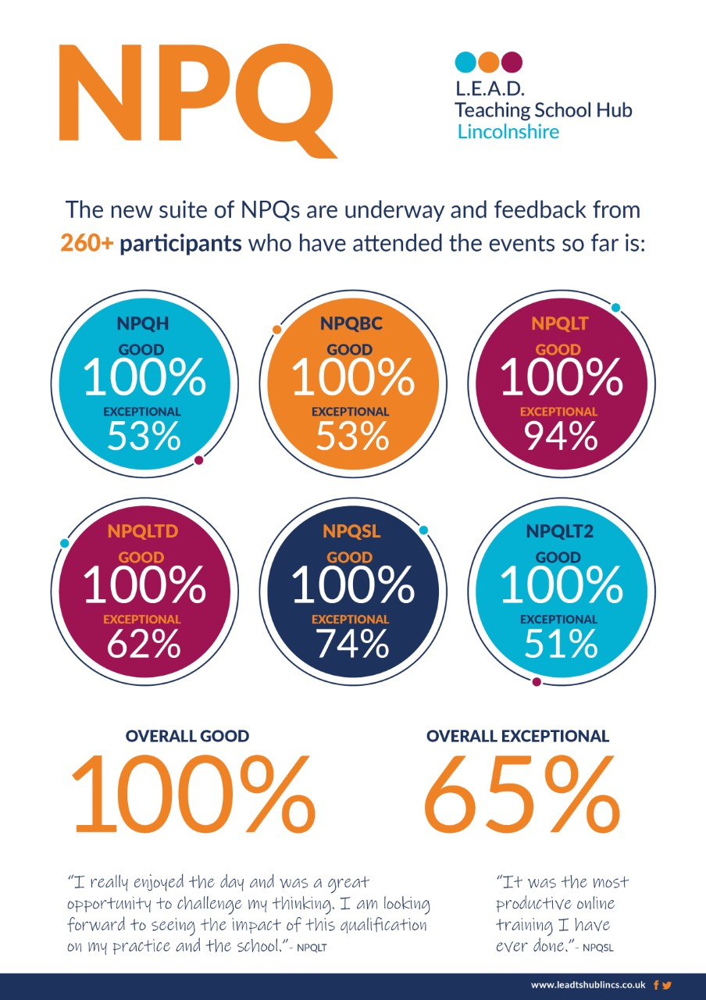 NPQ
L.E.A.D.
Teaching School Hub
Lincolnshire
The new suite of NPQs are underway and feedback from
260+ participants who have attended the events so far is:
NPQH
GOOD
100%
EXCEPTIONAL
53%
NPQBC
GOOD
100%
EXCEPTIONAL
53%
NPQLT
GOOD
100%
EXCEPTIONAL
94%
NPQLTD
GOOD
100%
EXCEPTIONAL
62%
NPQSL
GOOD
100%
EXCEPTIONAL
74%
NPQLT2
GOOD
100%
EXCEPTIONAL
51%
OVERALL GOOD
100%
OVERALL EXCEPTIONAL
65%
“I really enjoyed the day and was a great
opportunity to challenge my thinking. I am looking
forward to seeing the impact of this qualification
on my practice and the school.”- NPQLT
“It was the most
productive online
training I have
ever done.”- NPQSL
www.leadtshublincs.co.uk